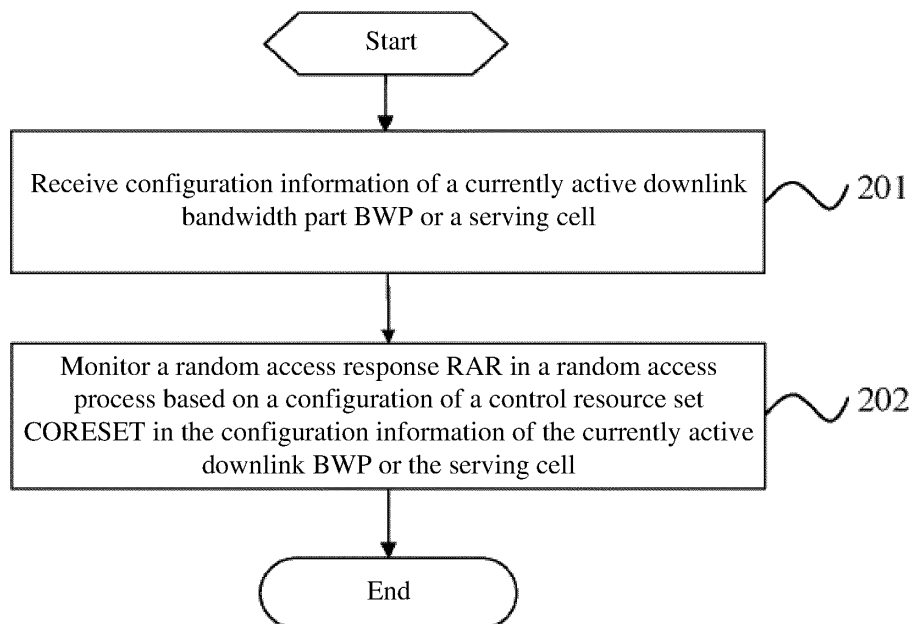 Start
Receive configuration information of a currently active downlink
bandwidth part BWP or a serving cell
201
Monitor a random access response RAR in a random access
process based on a configuration of a control resource set
CORESET in the configuration information of the currently active
downlink BWP or the serving cell
202
End